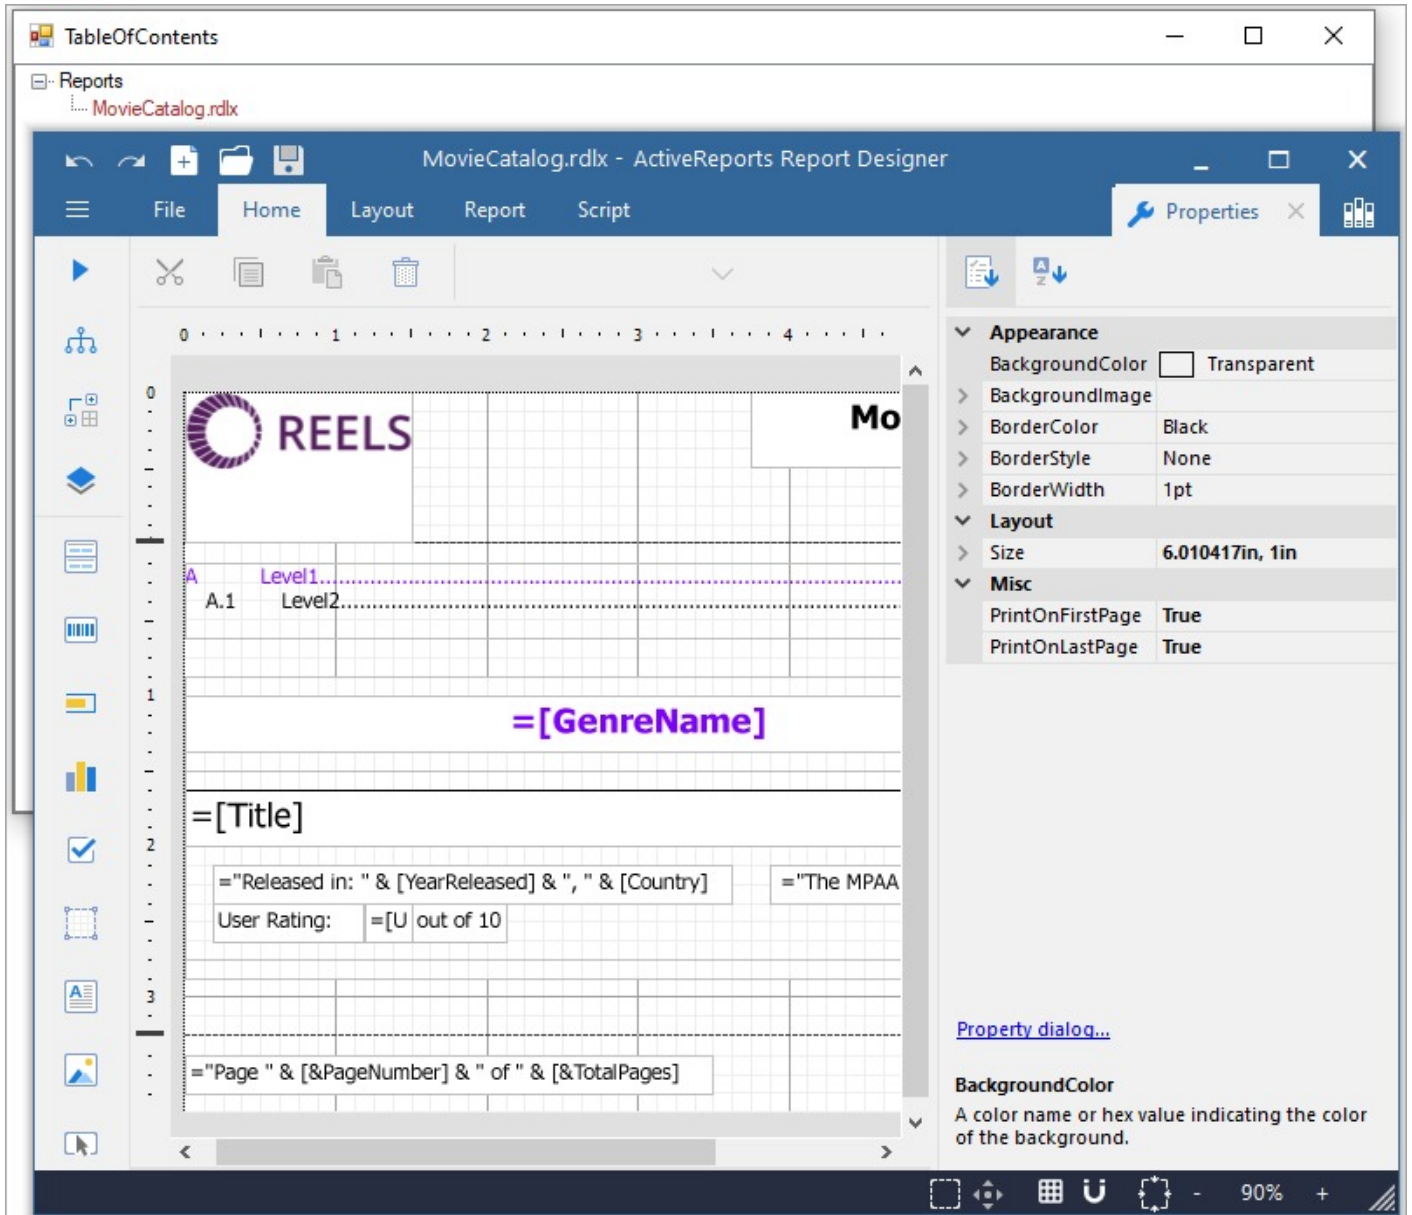 TableOfContents
Reports
MovieCatalog.rdlx
MovieCatalog.rdlx - ActiveReports Report Designer
File Home Layout Report Script Properties
A
Z
0 1 2 3 4
Appearance
BackgroundColor Transparent
BackgroundImage
BorderColor Black
BorderStyle None
BorderWidth 1pt
Layout
Size 6.010417in, 1in
Misc
PrintOnFirstPage True
PrintOnLastPage True
0
REELS
Mo
A Level1
A.1 Level2
1
=[GenreName]
=[Title]
2
="Released in: " & [YearReleased] & ", " & [Country] ="The MPAA
User Rating: =[U out of 10
A
3
="Page " & [&PageNumber] & " of " & [&TotalPages]
Property dialog...
BackgroundColor
A color name or hex value indicating the color
of the background.
- 90% +